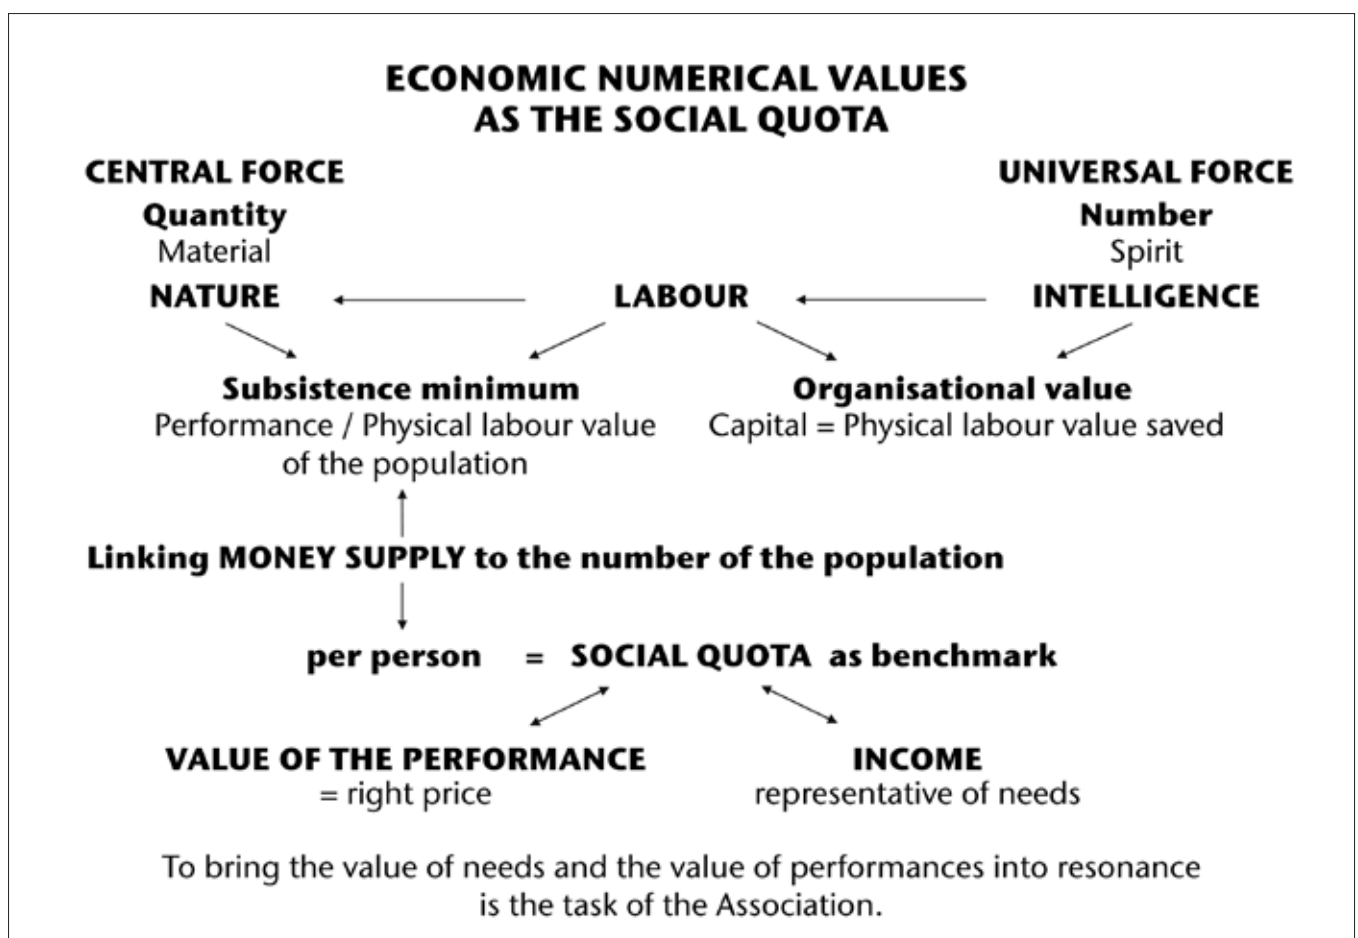 ECONOMIC NUMERICAL VALUES
AS THE SOCIAL QUOTA
CENTRAL FORCE
UNIVERSAL FORCE
Quantity
Number
Material
Spirit
NATURE
LABOUR
INTELLIGENCE
Subsistence minimum
Organisational value
Performance / Physical labour value
of the population
Capital = Physical labour value saved
Linking MONEY SUPPLY to the number of the population
per person = SOCIAL QUOTA as benchmark
VALUE OF THE PERFORMANCE
= right price
INCOME
representative of needs
To bring the value of needs and the value of performances into resonance
is the task of the Association.